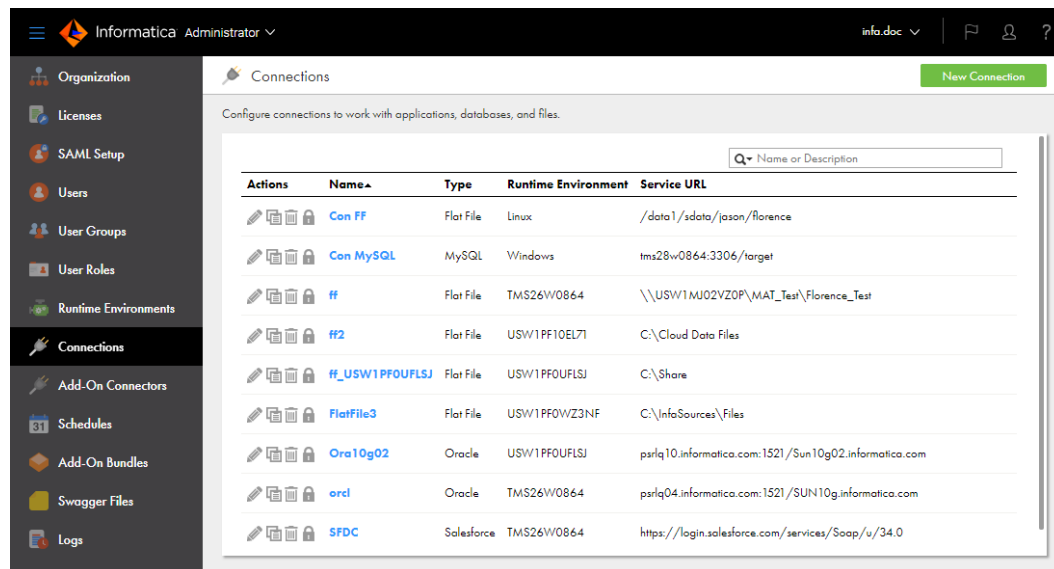 Informatica Administrator
infa.doc
?
Organization
Licenses
SAML Setup
Users
User Groups
User Roles
Runtime Environments
Connections
Add-On Connectors
31 Schedules
Add-On Bundles
Swagger Files
Logs
Connections
New Connection
Configure connections to work with applications, databases, and files.
Name or Description
Actions Name Type Runtime Environment Service URL
Con FF Flat File Linux /data1/sdata/jason/florence
Con MySQL MySQL Windows tms28w0864:3306/target
ff Flat File TMS26W0864 \\USW1MJ02VZ0P\MAT_Test\Florence_Test
ff2 Flat File USW1PF10EL71 C:\Cloud Data Files
ff_USW1PF0UFLSJ Flat File USW1PF0UFLSJ C:\Share
FlatFile3 Flat File USW1PF0WZ3NF C:\InfaSources\Files
Ora10g02 Oracle USW1PF0UFLSJ psrlq10.informatica.com:1521/Sun10g02.informatica.com
orcl Oracle TMS26W0864 psrlq04.informatica.com:1521/SUN10g.informatica.com
SFDC Salesforce TMS26W0864 https://login.salesforce.com/services/Soap/u/34.0